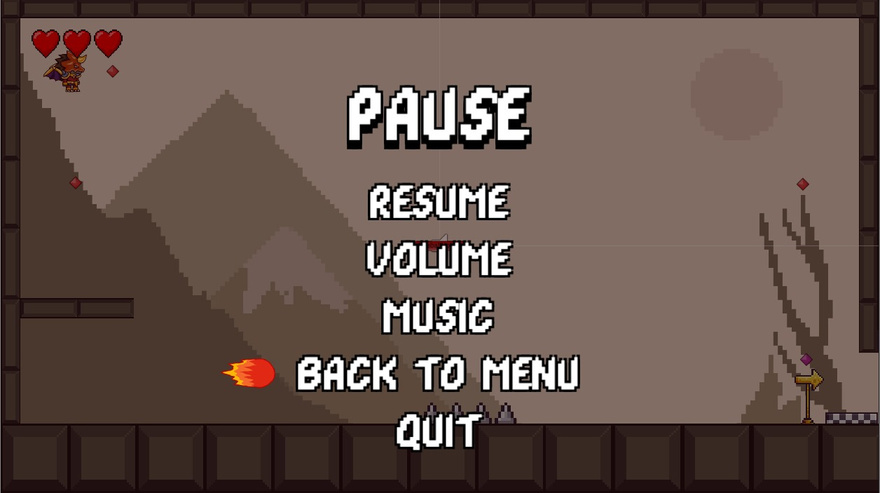 PAUSE
RESUME
VOLUME
MUSIC
BACK TO MENU
QUIT